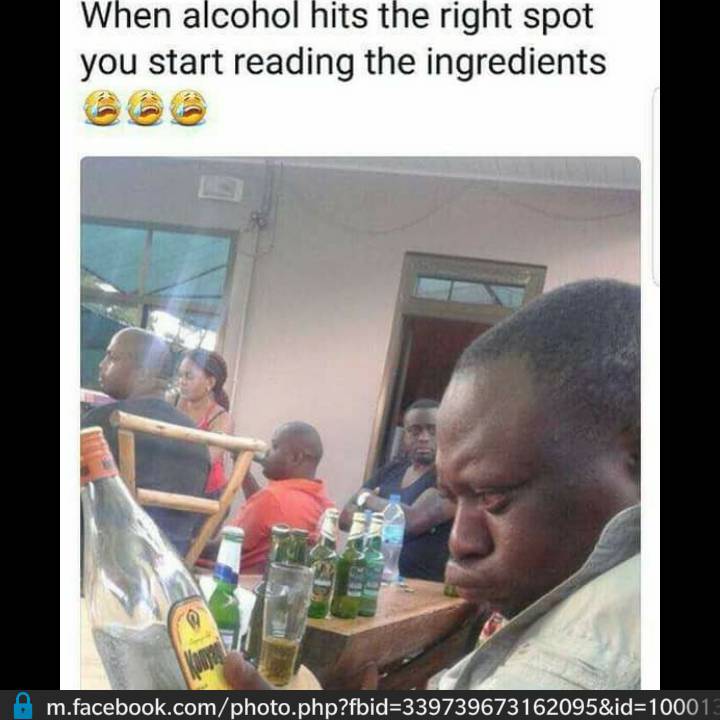 When alcohol hits the right spot
you start reading the ingredients
😭😭😭
m.facebook.com/photo.php?fbid=339739673162095&id=10001